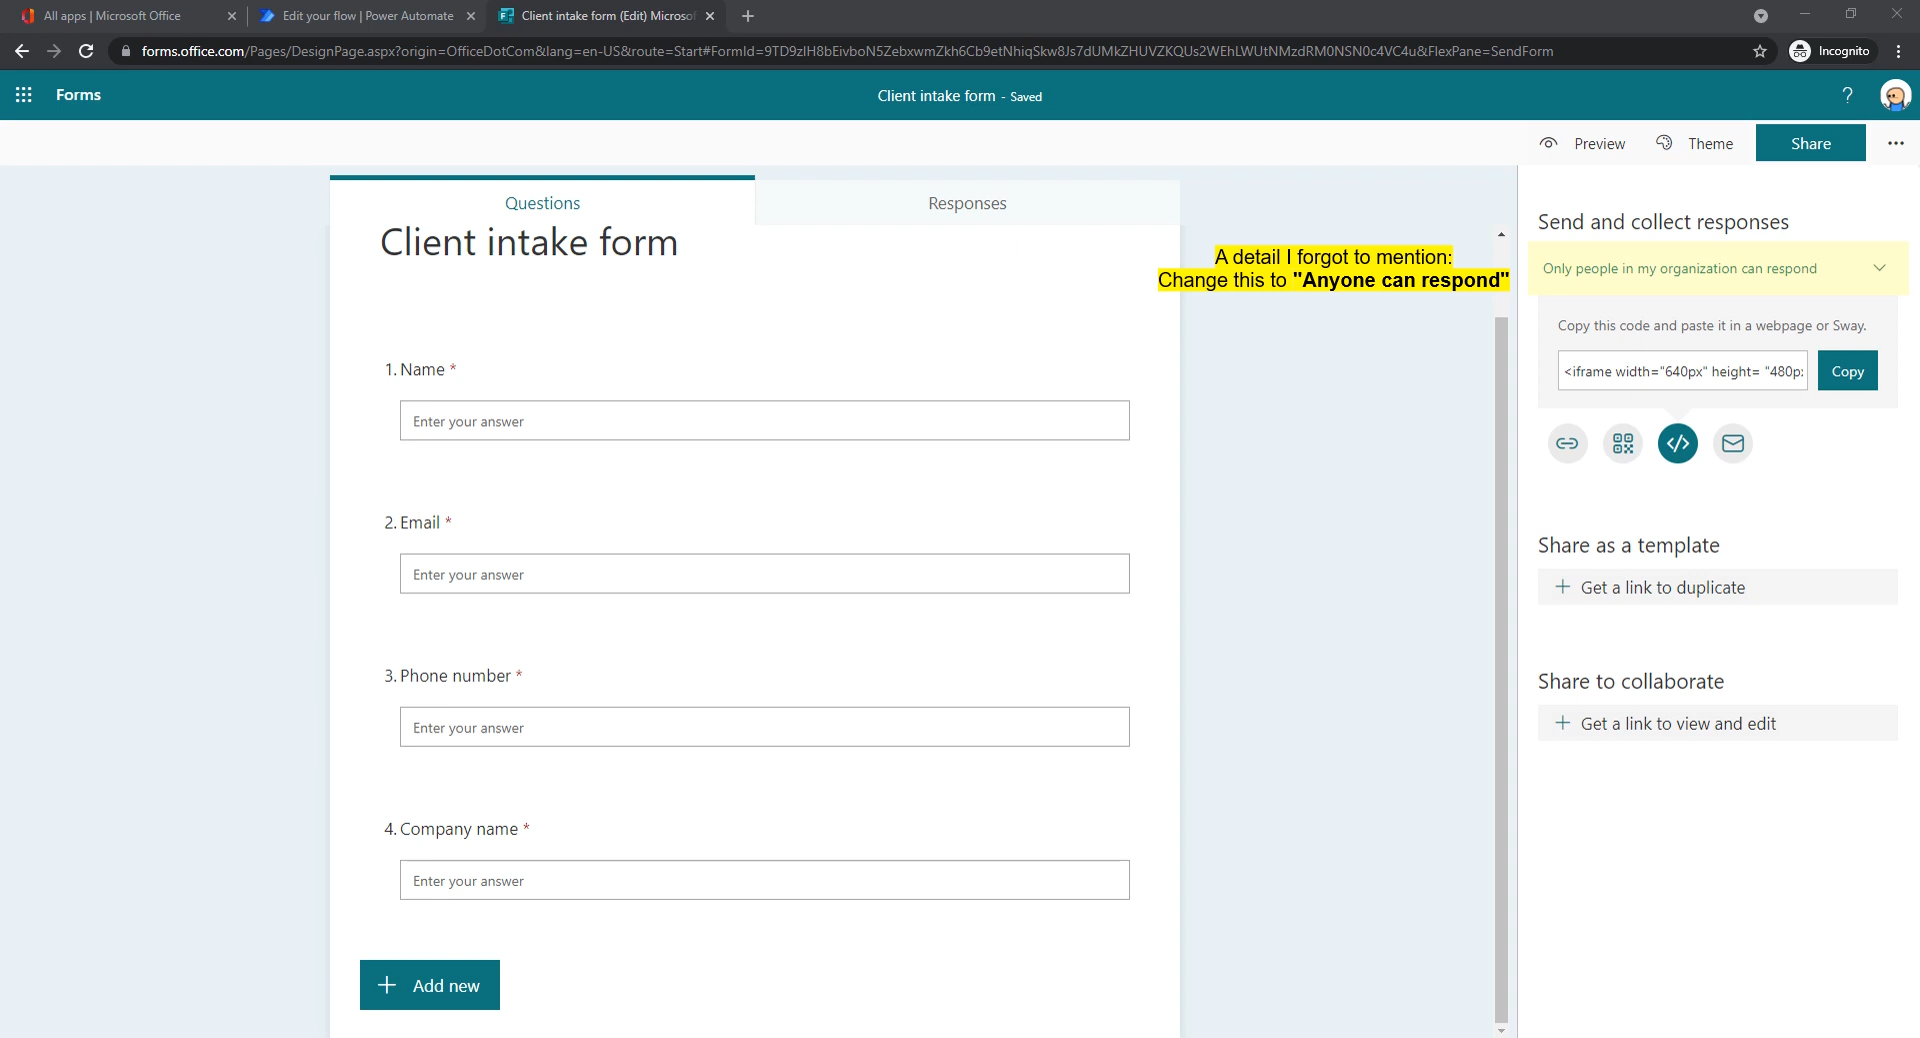 All apps | Microsoft Office
Edit your flow | Power Automate
Client intake form (Edit) Microsof
forms.office.com/Pages/DesignPage.aspx?origin=OfficeDotCom&lang=en-US&route=Start#FormId=9TD9zlH8bEivboN5ZebxwmZkh6Cb9etNhiqSkw8Js7dUMkZHUVZKQUs2WEhLWUtNMzdRM0NSN0c4VC4u&FlexPane=SendForm
Incognito
Forms
Client intake form - Saved
?
Preview
Theme
Share
Questions
Responses
Client intake form
1. Name *
Enter your answer
2. Email *
Enter your answer
3. Phone number *
Enter your answer
4. Company name *
Enter your answer
+ Add new
A detail I forgot to mention:
Change this to "Anyone can respond"
Send and collect responses
Only people in my organization can respond
Copy this code and paste it in a webpage or Sway.
<iframe width="640px" height= "480p:
Copy
</>
Share as a template
+ Get a link to duplicate
Share to collaborate
+ Get a link to view and edit